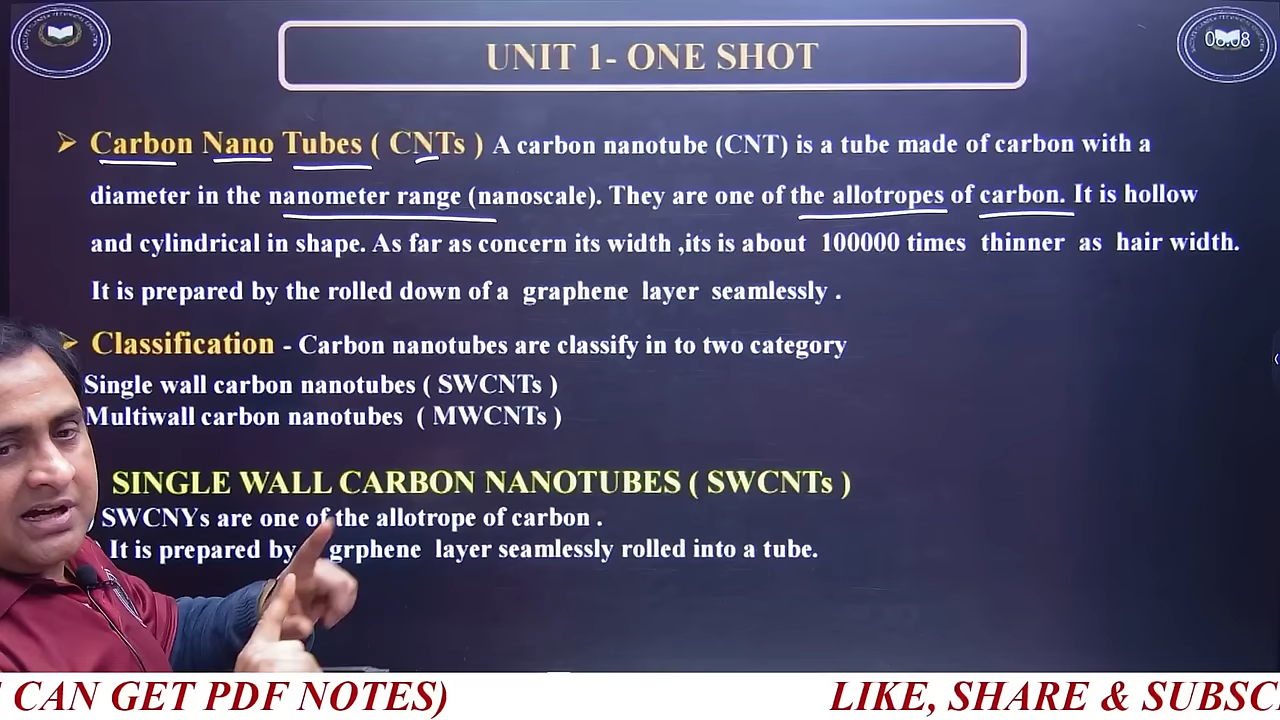 UNIT 1- ONE SHOT
06:08
➢ Carbon Nano Tubes ( CNTs ) A carbon nanotube (CNT) is a tube made of carbon with a
diameter in the nanometer range (nanoscale). They are one of the allotropes of carbon. It is hollow
and cylindrical in shape. As far as concern its width ,its is about 100000 times thinner as hair width.
It is prepared by the rolled down of a graphene layer seamlessly .
➢ Classification - Carbon nanotubes are classify in to two category
Single wall carbon nanotubes ( SWCNTs )
Multiwall carbon nanotubes ( MWCNTs )
SINGLE WALL CARBON NANOTUBES ( SWCNTs )
) SWCNYs are one of the allotrope of carbon .
It is prepared by grphene layer seamlessly rolled into a tube.
CAN GET PDF NOTES) LIKE, SHARE & SUBSC